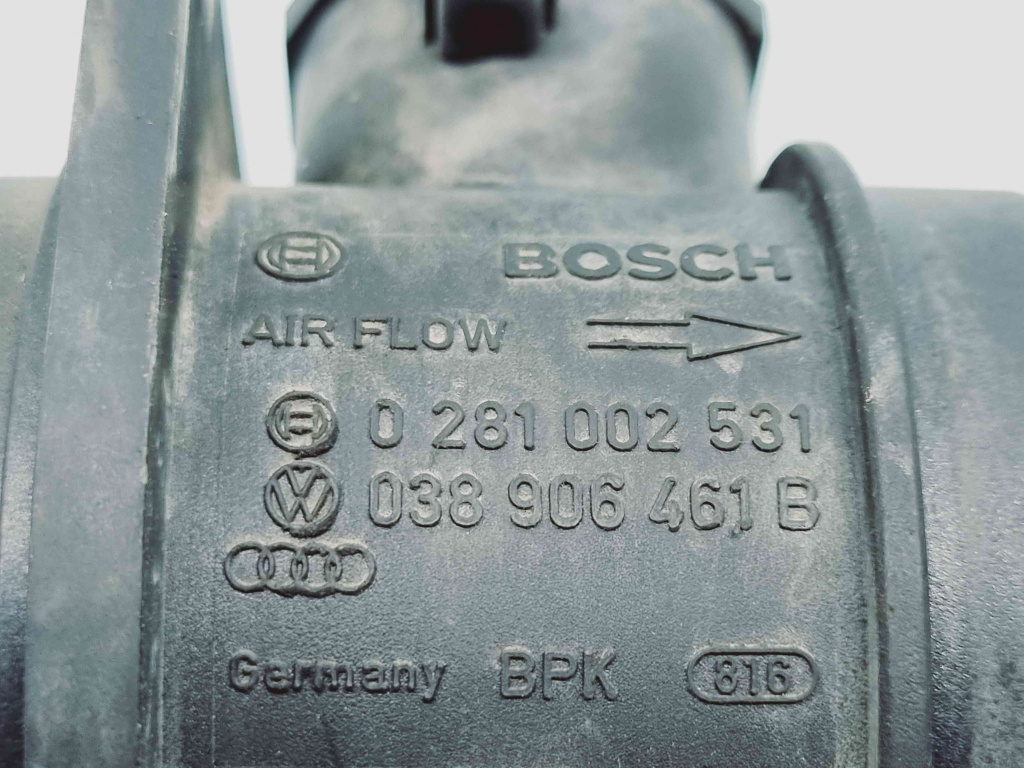 BOSCH
AIR FLOW
0 281 002 531
038 906 461 B
Germany BPK 816